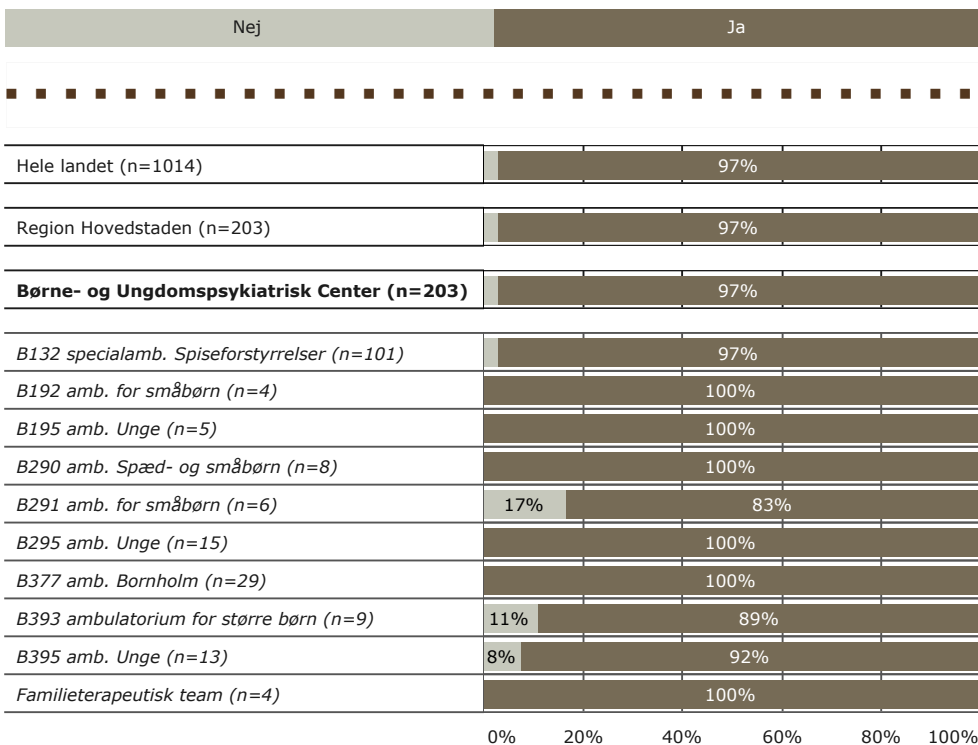 Nej Ja
Hele landet (n=1014) 97%
Region Hovedstaden (n=203) 97%
Børne- og Ungdomspsykiatrisk Center (n=203) 97%
B132 specialamb. Spiseforstyrrelser (n=101) 97%
B192 amb. for småbørn (n=4) 100%
B195 amb. Unge (n=5) 100%
B290 amb. Spæd- og småbørn (n=8) 100%
B291 amb. for småbørn (n=6) 17% 83%
B295 amb. Unge (n=15) 100%
B377 amb. Bornholm (n=29) 100%
B393 ambulatorium for større børn (n=9) 11% 89%
B395 amb. Unge (n=13) 8% 92%
Familieterapeutisk team (n=4) 100%
0% 20% 40% 60% 80% 100%